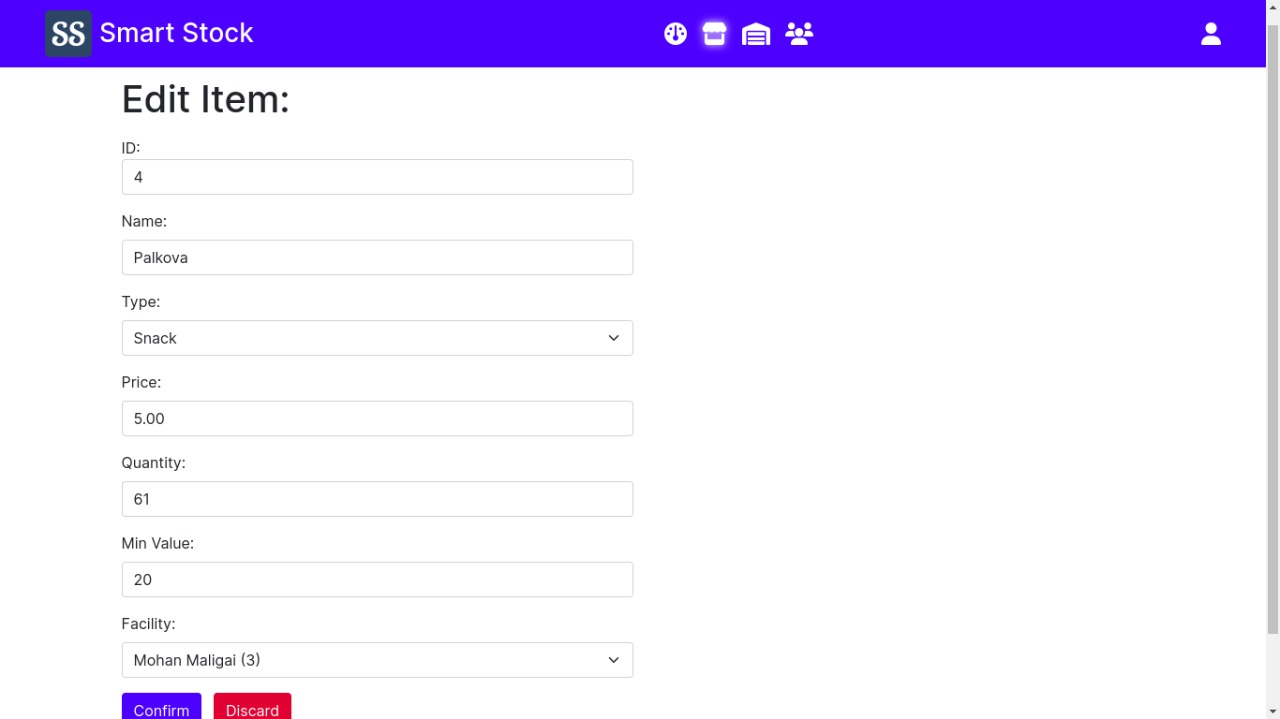 SS Smart Stock
Edit Item:
ID:
4
Name:
Palkova
Type:
Snack
Price:
5.00
Quantity:
61
Min Value:
20
Facility:
Mohan Maligai (3)
Confirm Discard